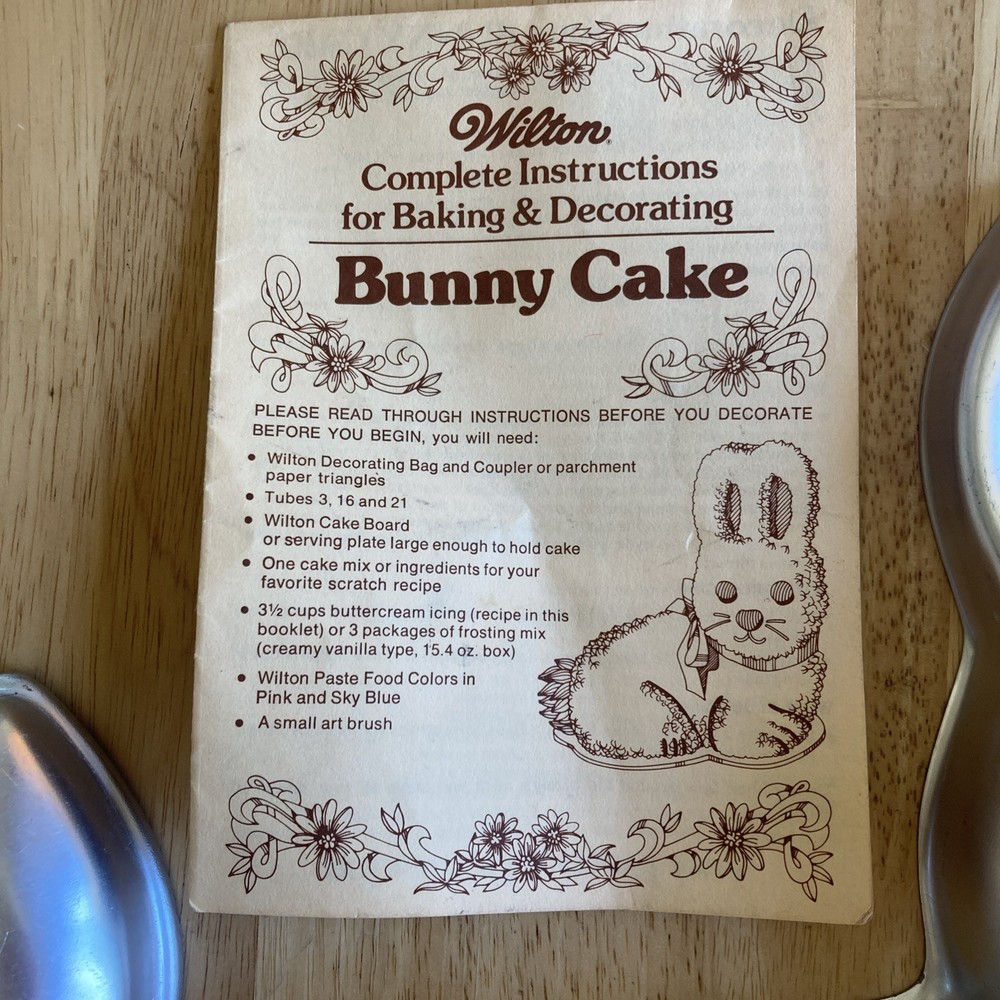 Wilton
Complete Instructions
for Baking & Decorating
Bunny Cake
PLEASE READ THROUGH INSTRUCTIONS BEFORE YOU DECORATE
BEFORE YOU BEGIN, you will need:
• Wilton Decorating Bag and Coupler or parchment
paper triangles
• Tubes 3, 16 and 21
• Wilton Cake Board
or serving plate large enough to hold cake
• One cake mix or ingredients for your
favorite scratch recipe
• 3½ cups buttercream icing (recipe in this
booklet) or 3 packages of frosting mix
(creamy vanilla type, 15.4 oz. box)
• Wilton Paste Food Colors in
Pink and Sky Blue
• A small art brush